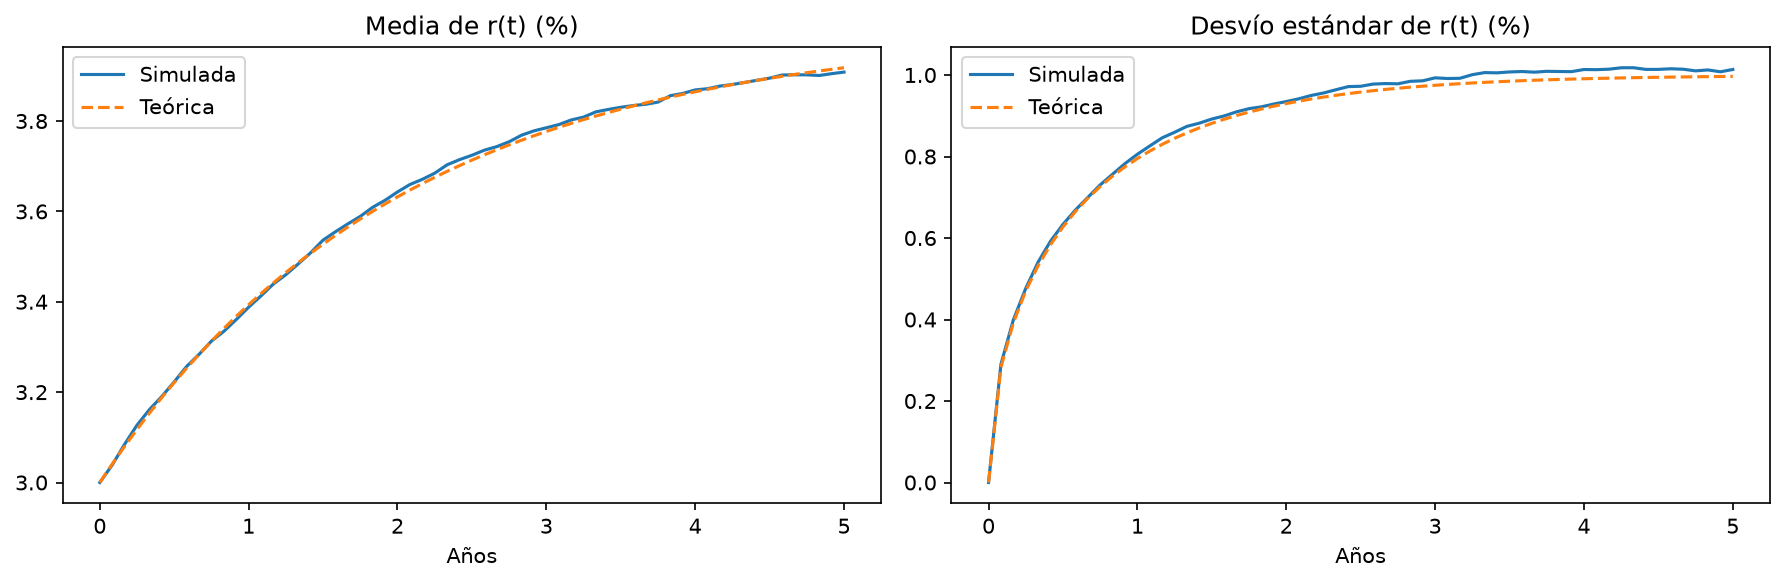 Media de r(t) (%)
Simulada
Teórica
3.8
3.6
3.4
3.2
3.0
0 1 2 3 4 5
Años
Desvío estándar de r(t) (%)
Simulada
Teórica
1.0
0.8
0.6
0.4
0.2
0.0
0 1 2 3 4 5
Años